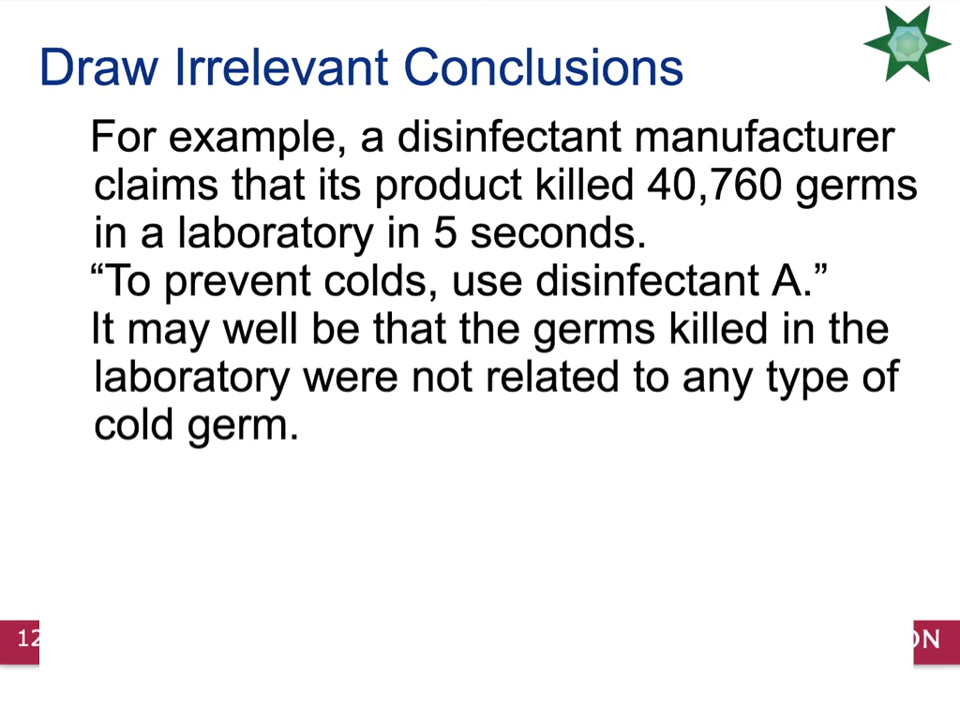 Draw Irrelevant Conclusions
For example, a disinfectant manufacturer
claims that its product killed 40,760 germs
in a laboratory in 5 seconds.
“To prevent colds, use disinfectant A.”
It may well be that the germs killed in the
laboratory were not related to any type of
cold germ.